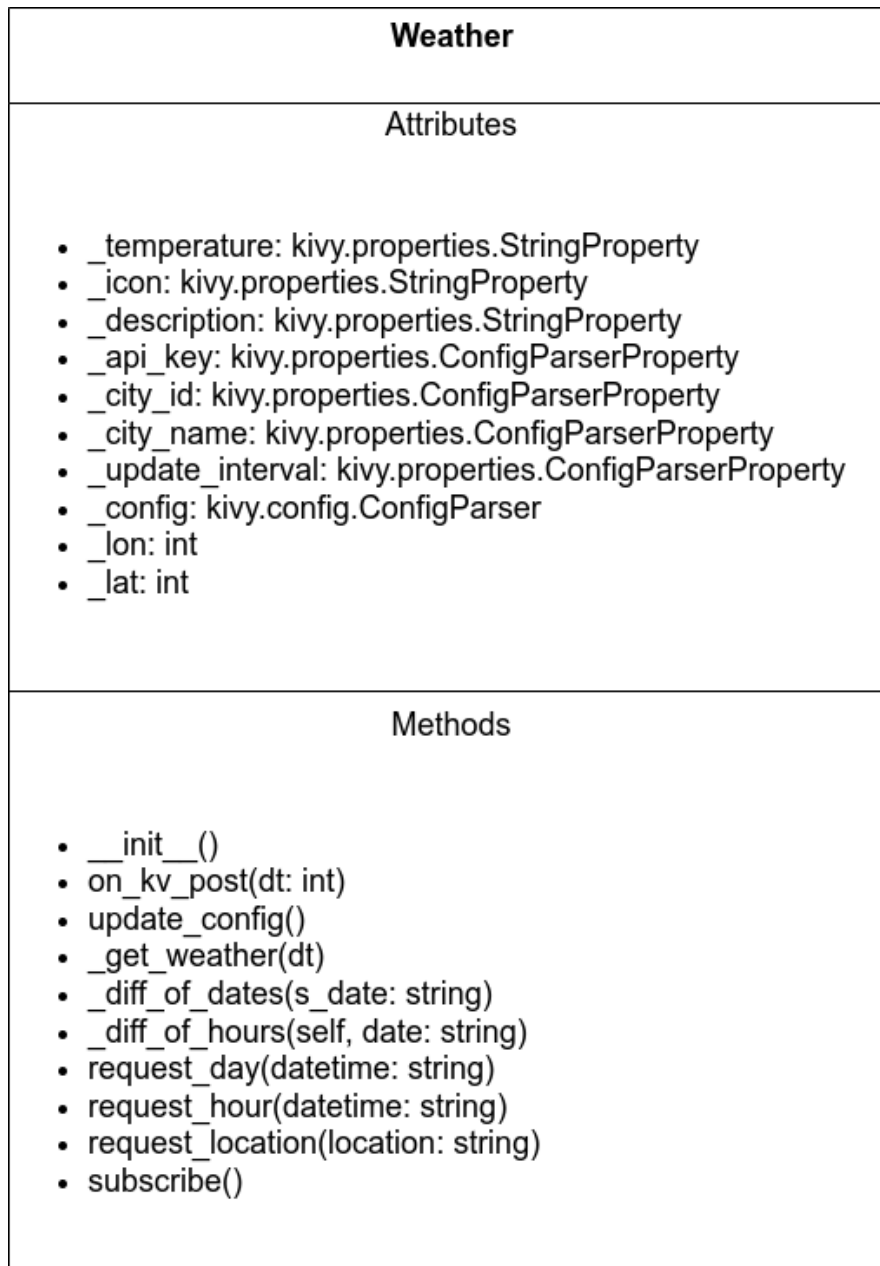 Weather
Attributes
• _temperature: kivy.properties.StringProperty
• _icon: kivy.properties.StringProperty
• _description: kivy.properties.StringProperty
• _api_key: kivy.properties.ConfigParserProperty
• _city_id: kivy.properties.ConfigParserProperty
• _city_name: kivy.properties.ConfigParserProperty
• _update_interval: kivy.properties.ConfigParserProperty
• _config: kivy.config.ConfigParser
• _lon: int
• _lat: int
Methods
• __init__()
• on_kv_post(dt: int)
• update_config()
• _get_weather(dt)
• _diff_of_dates(s_date: string)
• _diff_of_hours(self, date: string)
• request_day(datetime: string)
• request_hour(datetime: string)
• request_location(location: string)
• subscribe()